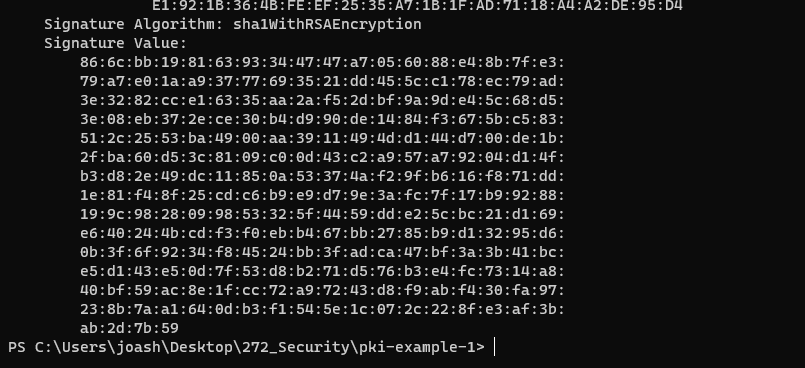 E1:92:1B:36:4B:FE:EF:25:35:A7:1B:1F:AD:71:18:A4:A2:DE:95:D4
Signature Algorithm: sha1WithRSAEncryption
Signature Value:
86:6c:bb:19:81:63:93:34:47:47:a7:05:60:88:e4:8b:7f:e3:
79:a7:e0:1a:a9:37:77:69:35:21:dd:45:5c:c1:78:ec:79:ad:
3e:32:82:cc:e1:63:35:aa:2a:f5:2d:bf:9a:9d:e4:5c:68:d5:
3e:08:eb:37:2e:ce:30:b4:d9:90:de:14:84:f3:67:5b:c5:83:
51:2c:25:53:ba:49:00:aa:39:11:49:4d:d1:44:d7:00:de:1b:
2f:ba:60:d5:3c:81:09:c0:0d:43:c2:a9:57:a7:92:04:d1:4f:
b3:d8:2e:49:dc:11:85:0a:53:37:4a:f2:9f:b6:16:f8:71:dd:
1e:81:f4:8f:25:cd:c6:b9:e9:d7:9e:3a:fc:7f:17:b9:92:88:
19:9c:98:28:09:98:53:32:5f:44:59:dd:e2:5c:bc:21:d1:69:
e6:40:24:4b:cd:f3:f0:eb:b4:67:bb:27:85:b9:d1:32:95:d6:
0b:3f:6f:92:34:f8:45:24:bb:3f:ad:ca:47:bf:3a:3b:41:bc:
e5:d1:43:e5:0d:7f:53:d8:b2:71:d5:76:b3:e4:fc:73:14:a8:
40:bf:59:ac:8e:1f:cc:72:a9:72:43:d8:f9:ab:f4:30:fa:97:
23:8b:7a:a1:64:0d:b3:f1:54:5e:1c:07:2c:22:8f:e3:af:3b:
ab:2d:7b:59
PS C:\Users\joash\Desktop\272_Security\pki-example-1>